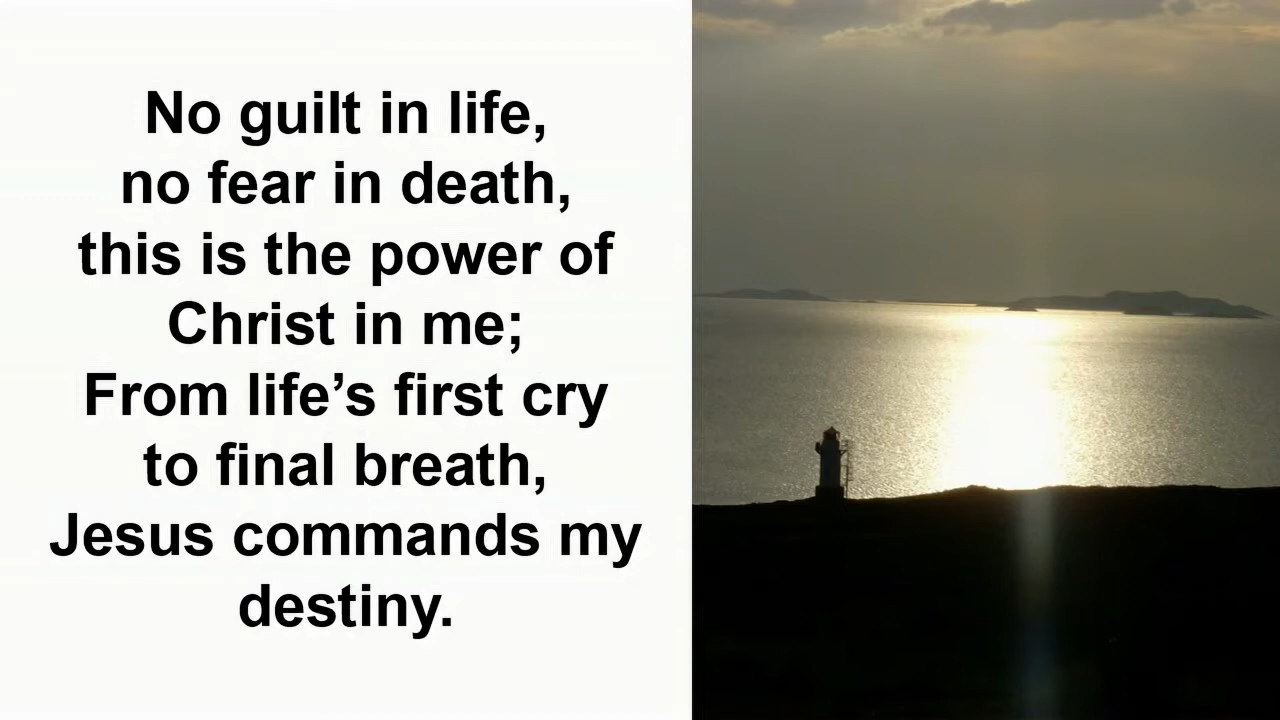 No guilt in life,
no fear in death,
this is the power of
Christ in me;
From life’s first cry
to final breath,
Jesus commands my
destiny.